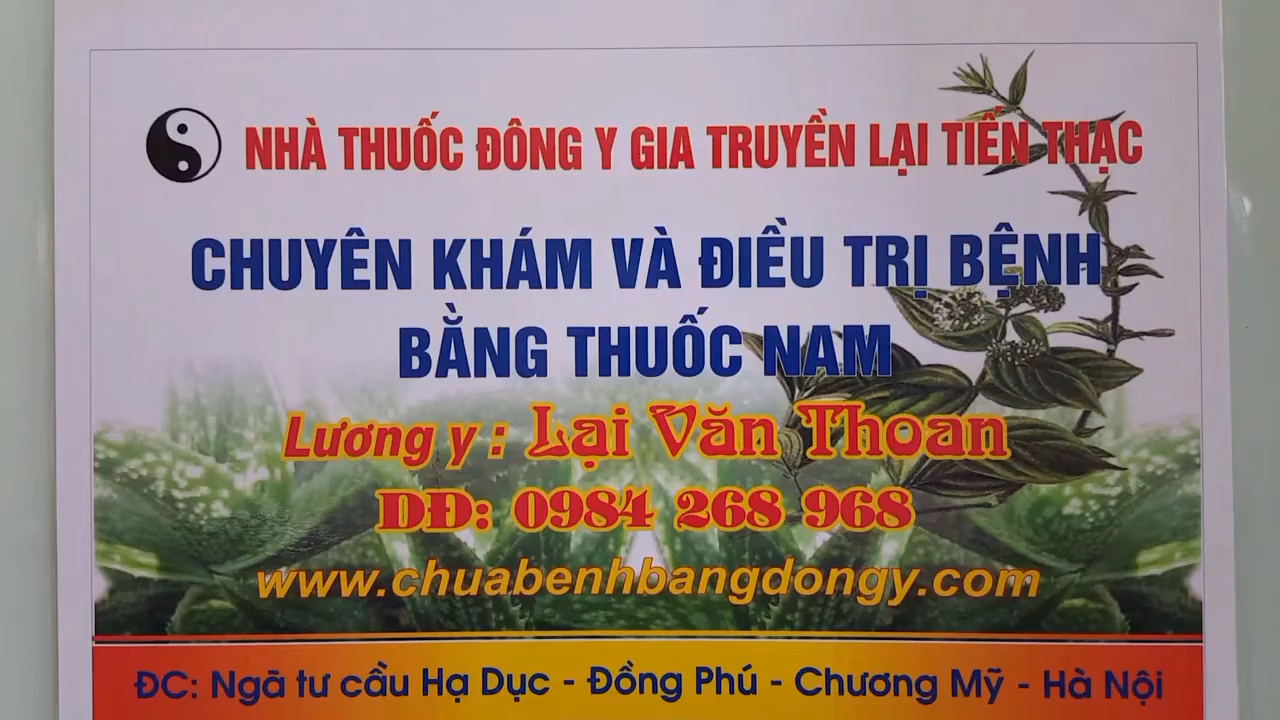 NHÀ THUỐC ĐÔNG Y GIA TRUYỀN LẠI TIẾN THẠC
CHUYÊN KHÁM VÀ ĐIỀU TRỊ BỆNH
BẰNG THUỐC NAM
Lương y : Lại Văn Thoan
DĐ: 0984 268 968
www.chuabenhbangdongy.com
ĐC: Ngã tư cầu Hạ Dục - Đồng Phú - Chương Mỹ - Hà Nội